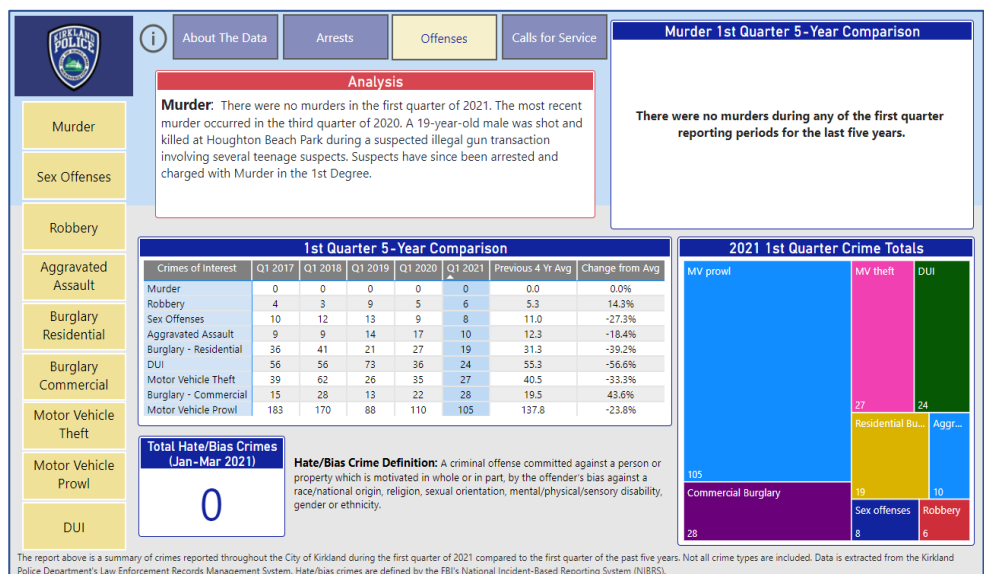 KIRKLAND
POLICE
i
About The Data
Arrests
Offenses
Calls for Service
Murder
Sex Offenses
Robbery
Aggravated
Assault
Burglary
Residential
Burglary
Commercial
Motor Vehicle
Theft
Motor Vehicle
Prowl
DUI
Analysis
Murder: There were no murders in the first quarter of 2021. The most recent
murder occurred in the third quarter of 2020. A 19-year-old male was shot and
killed at Houghton Beach Park during a suspected illegal gun transaction
involving several teenage suspects. Suspects have since been arrested and
charged with Murder in the 1st Degree.
Murder 1st Quarter 5-Year Comparison
There were no murders during any of the first quarter
reporting periods for the last five years.
1st Quarter 5-Year Comparison
Crimes of Interest Q1 2017 Q1 2018 Q1 2019 Q1 2020 Q1 2021 Previous 4 Yr Avg Change from Avg
Murder 0 0 0 0 0 0.0 0.0%
Robbery 4 3 9 5 6 5.3 14.3%
Sex Offenses 10 12 13 9 8 11.0 -27.3%
Aggravated Assault 9 9 14 17 10 12.3 -18.4%
Burglary - Residential 36 41 21 27 19 31.3 -39.2%
DUI 56 56 73 36 24 55.3 -56.6%
Motor Vehicle Theft 39 62 26 35 27 40.5 -33.3%
Burglary - Commercial 15 28 13 22 28 19.5 43.6%
Motor Vehicle Prowl 183 170 88 110 105 137.8 -23.8%
2021 1st Quarter Crime Totals
MV prowl
105
Commercial Burglary
28
MV theft
27
DUI
24
Residential Bu...
19
Aggr...
10
Sex offenses
8
Robbery
6
Total Hate/Bias Crimes
(Jan-Mar 2021)
0
Hate/Bias Crime Definition: A criminal offense committed against a person or
property which is motivated in whole or in part, by the offender's bias against a
race/national origin, religion, sexual orientation, mental/physical/sensory disability,
gender or ethnicity.
The report above is a summary of crimes reported throughout the City of Kirkland during the first quarter of 2021 compared to the first quarter of the past five years. Not all crime types are included. Data is extracted from the Kirkland
Police Department's Law Enforcement Records Management System. Hate/bias crimes are defined by the FBI's National Incident-Based Reporting System (NIBRS).